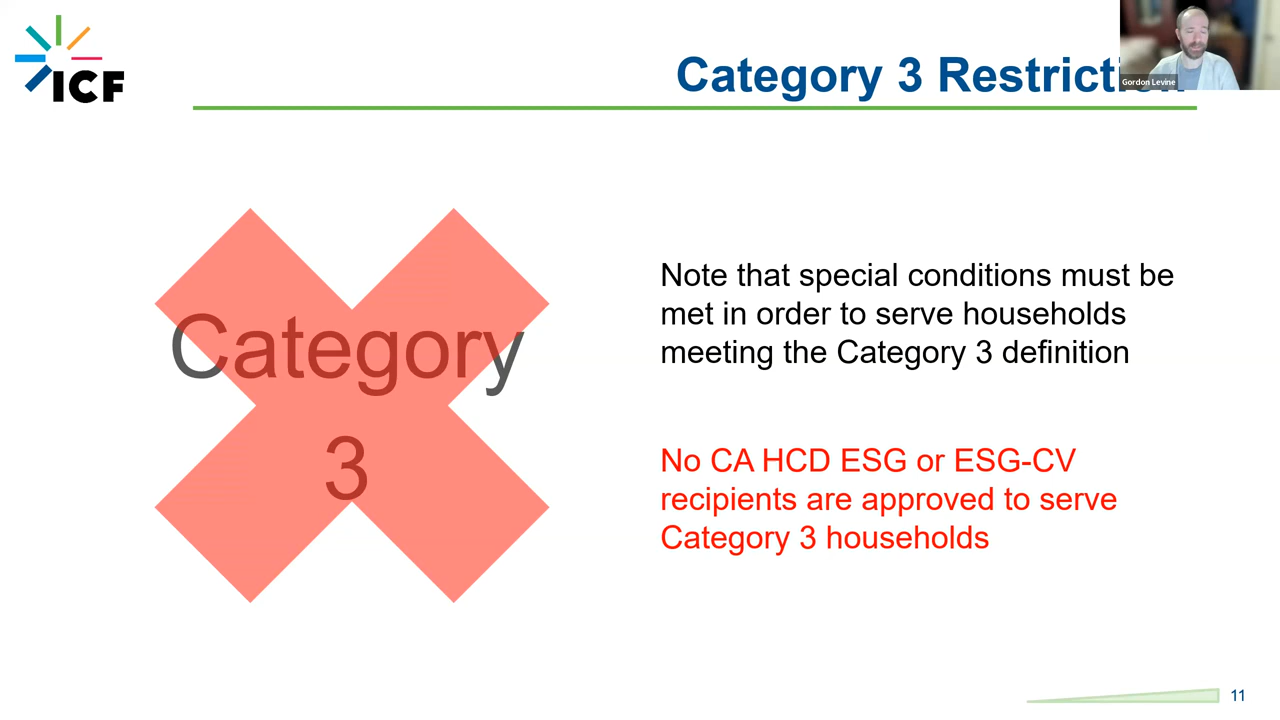 ICF
Category 3 Restriction
Gordon Levine
Category
3
Note that special conditions must be
met in order to serve households
meeting the Category 3 definition
No CA HCD ESG or ESG-CV
recipients are approved to serve
Category 3 households
11